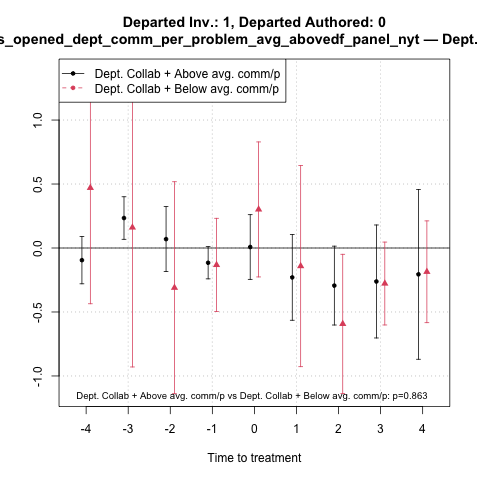 Departed Inv.: 1, Departed Authored: 0
s_opened_dept_comm_per_problem_avg_abovedf_panel_nyt — Dept.
Dept. Collab + Above avg. comm/p
Dept. Collab + Below avg. comm/p
1.0
0.5
0.0
-0.5
-1.0
Dept. Collab + Above avg. comm/p vs Dept. Collab + Below avg. comm/p: p=0.863
-4 -3 -2 -1 0 1 2 3 4
Time to treatment